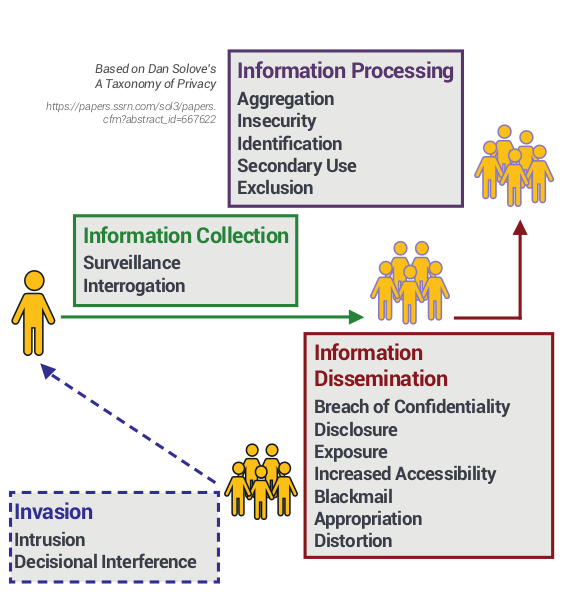 Based on Dan Solove's
A Taxonomy of Privacy
https://papers.ssrn.com/sol3/papers.
cfm?abstract_id=667622
Information Processing
Aggregation
Insecurity
Identification
Secondary Use
Exclusion
Information Collection
Surveillance
Interrogation
Information
Dissemination
Breach of Confidentiality
Disclosure
Exposure
Increased Accessibility
Blackmail
Appropriation
Distortion
Invasion
Intrusion
Decisional Interference